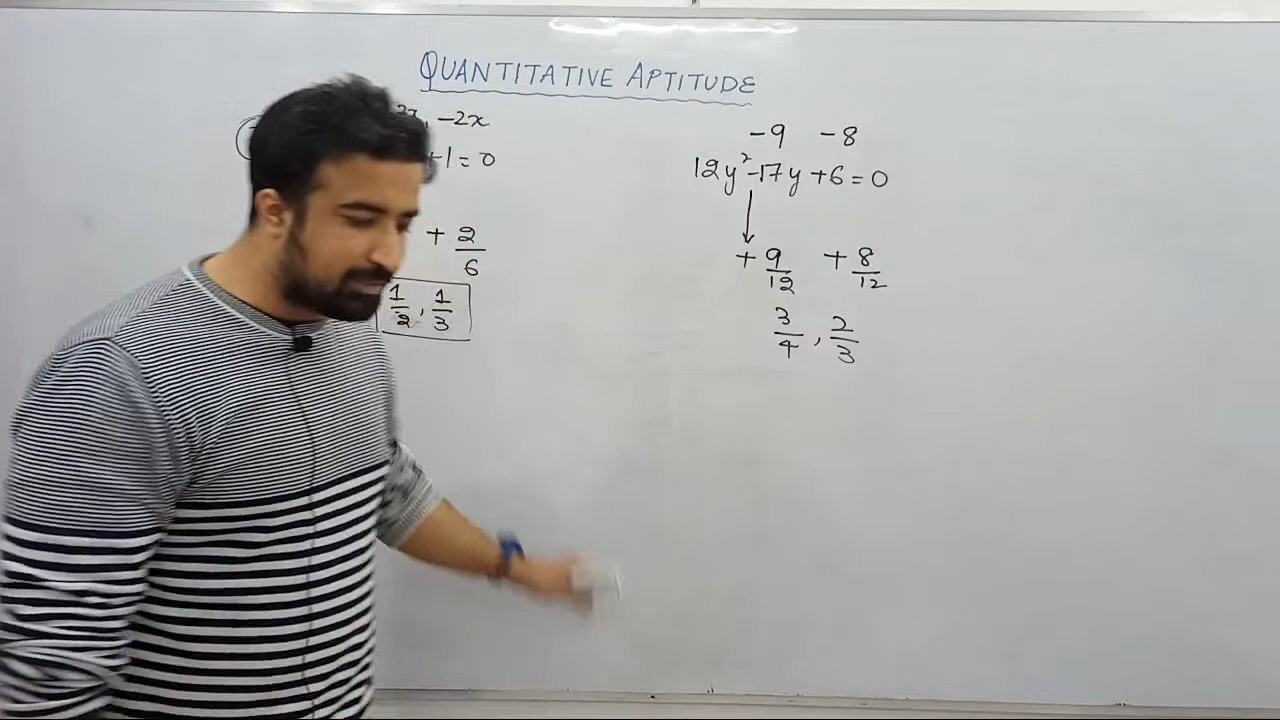 QUANTITATIVE APTITUDE
, -2x
+1=0
+ 2/6
1/2, 1/3
-9 -8
12y²-17y+6=0
↓
+ 9/12 + 8/12
3/4, 2/3